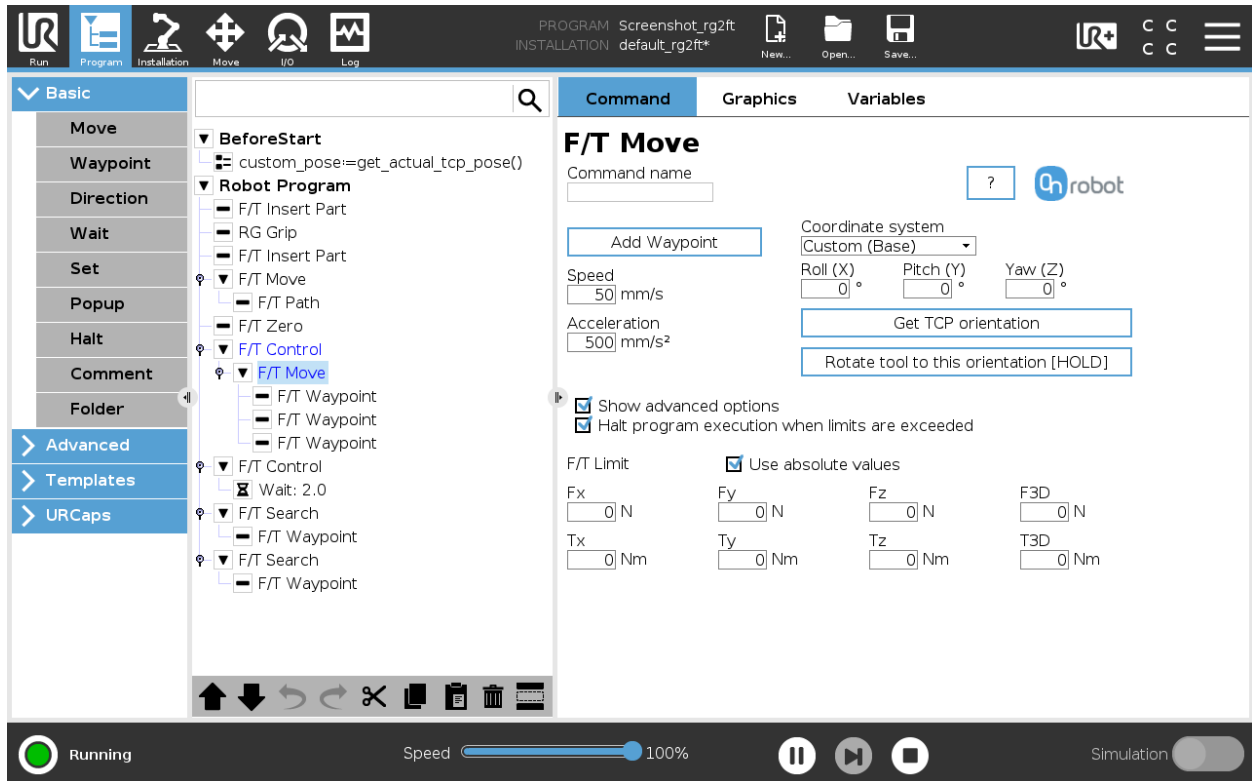 PROGRAM Screenshot_rg2ft
INSTALLATION default_rg2ft*
Run Program Installation Move I/O Log New... Open... Save...
UR+
C C
C C
Basic
Move
Waypoint
Direction
Wait
Set
Popup
Halt
Comment
Folder
Advanced
Templates
URCaps
BeforeStart
custom_pose:=get_actual_tcp_pose()
Robot Program
F/T Insert Part
RG Grip
F/T Insert Part
F/T Move
F/T Path
F/T Zero
F/T Control
F/T Move
F/T Waypoint
F/T Waypoint
F/T Waypoint
F/T Control
Wait: 2.0
F/T Search
F/T Waypoint
F/T Search
F/T Waypoint
Command Graphics Variables
F/T Move
Command name
?
On robot
Add Waypoint
Coordinate system
Custom (Base)
Speed
50 mm/s
Roll (X) Pitch (Y) Yaw (Z)
0 ° 0 ° 0 °
Acceleration
500 mm/s²
Get TCP orientation
Rotate tool to this orientation [HOLD]
Show advanced options
Halt program execution when limits are exceeded
F/T Limit Use absolute values
Fx Fy Fz F3D
0 N 0 N 0 N 0 N
Tx Ty Tz T3D
0 Nm 0 Nm 0 Nm 0 Nm
Running
Speed 100%
Simulation